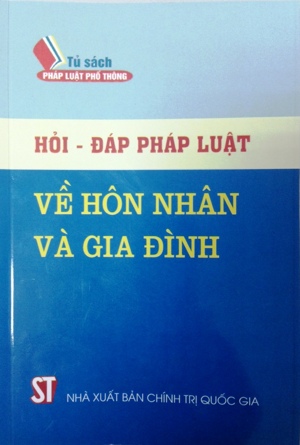 Tủ sách
PHÁP LUẬT PHỔ THÔNG
HỎI - ĐÁP PHÁP LUẬT
VỀ HÔN NHÂN
VÀ GIA ĐÌNH
ST
NHÀ XUẤT BẢN CHÍNH TRỊ QUỐC GIA